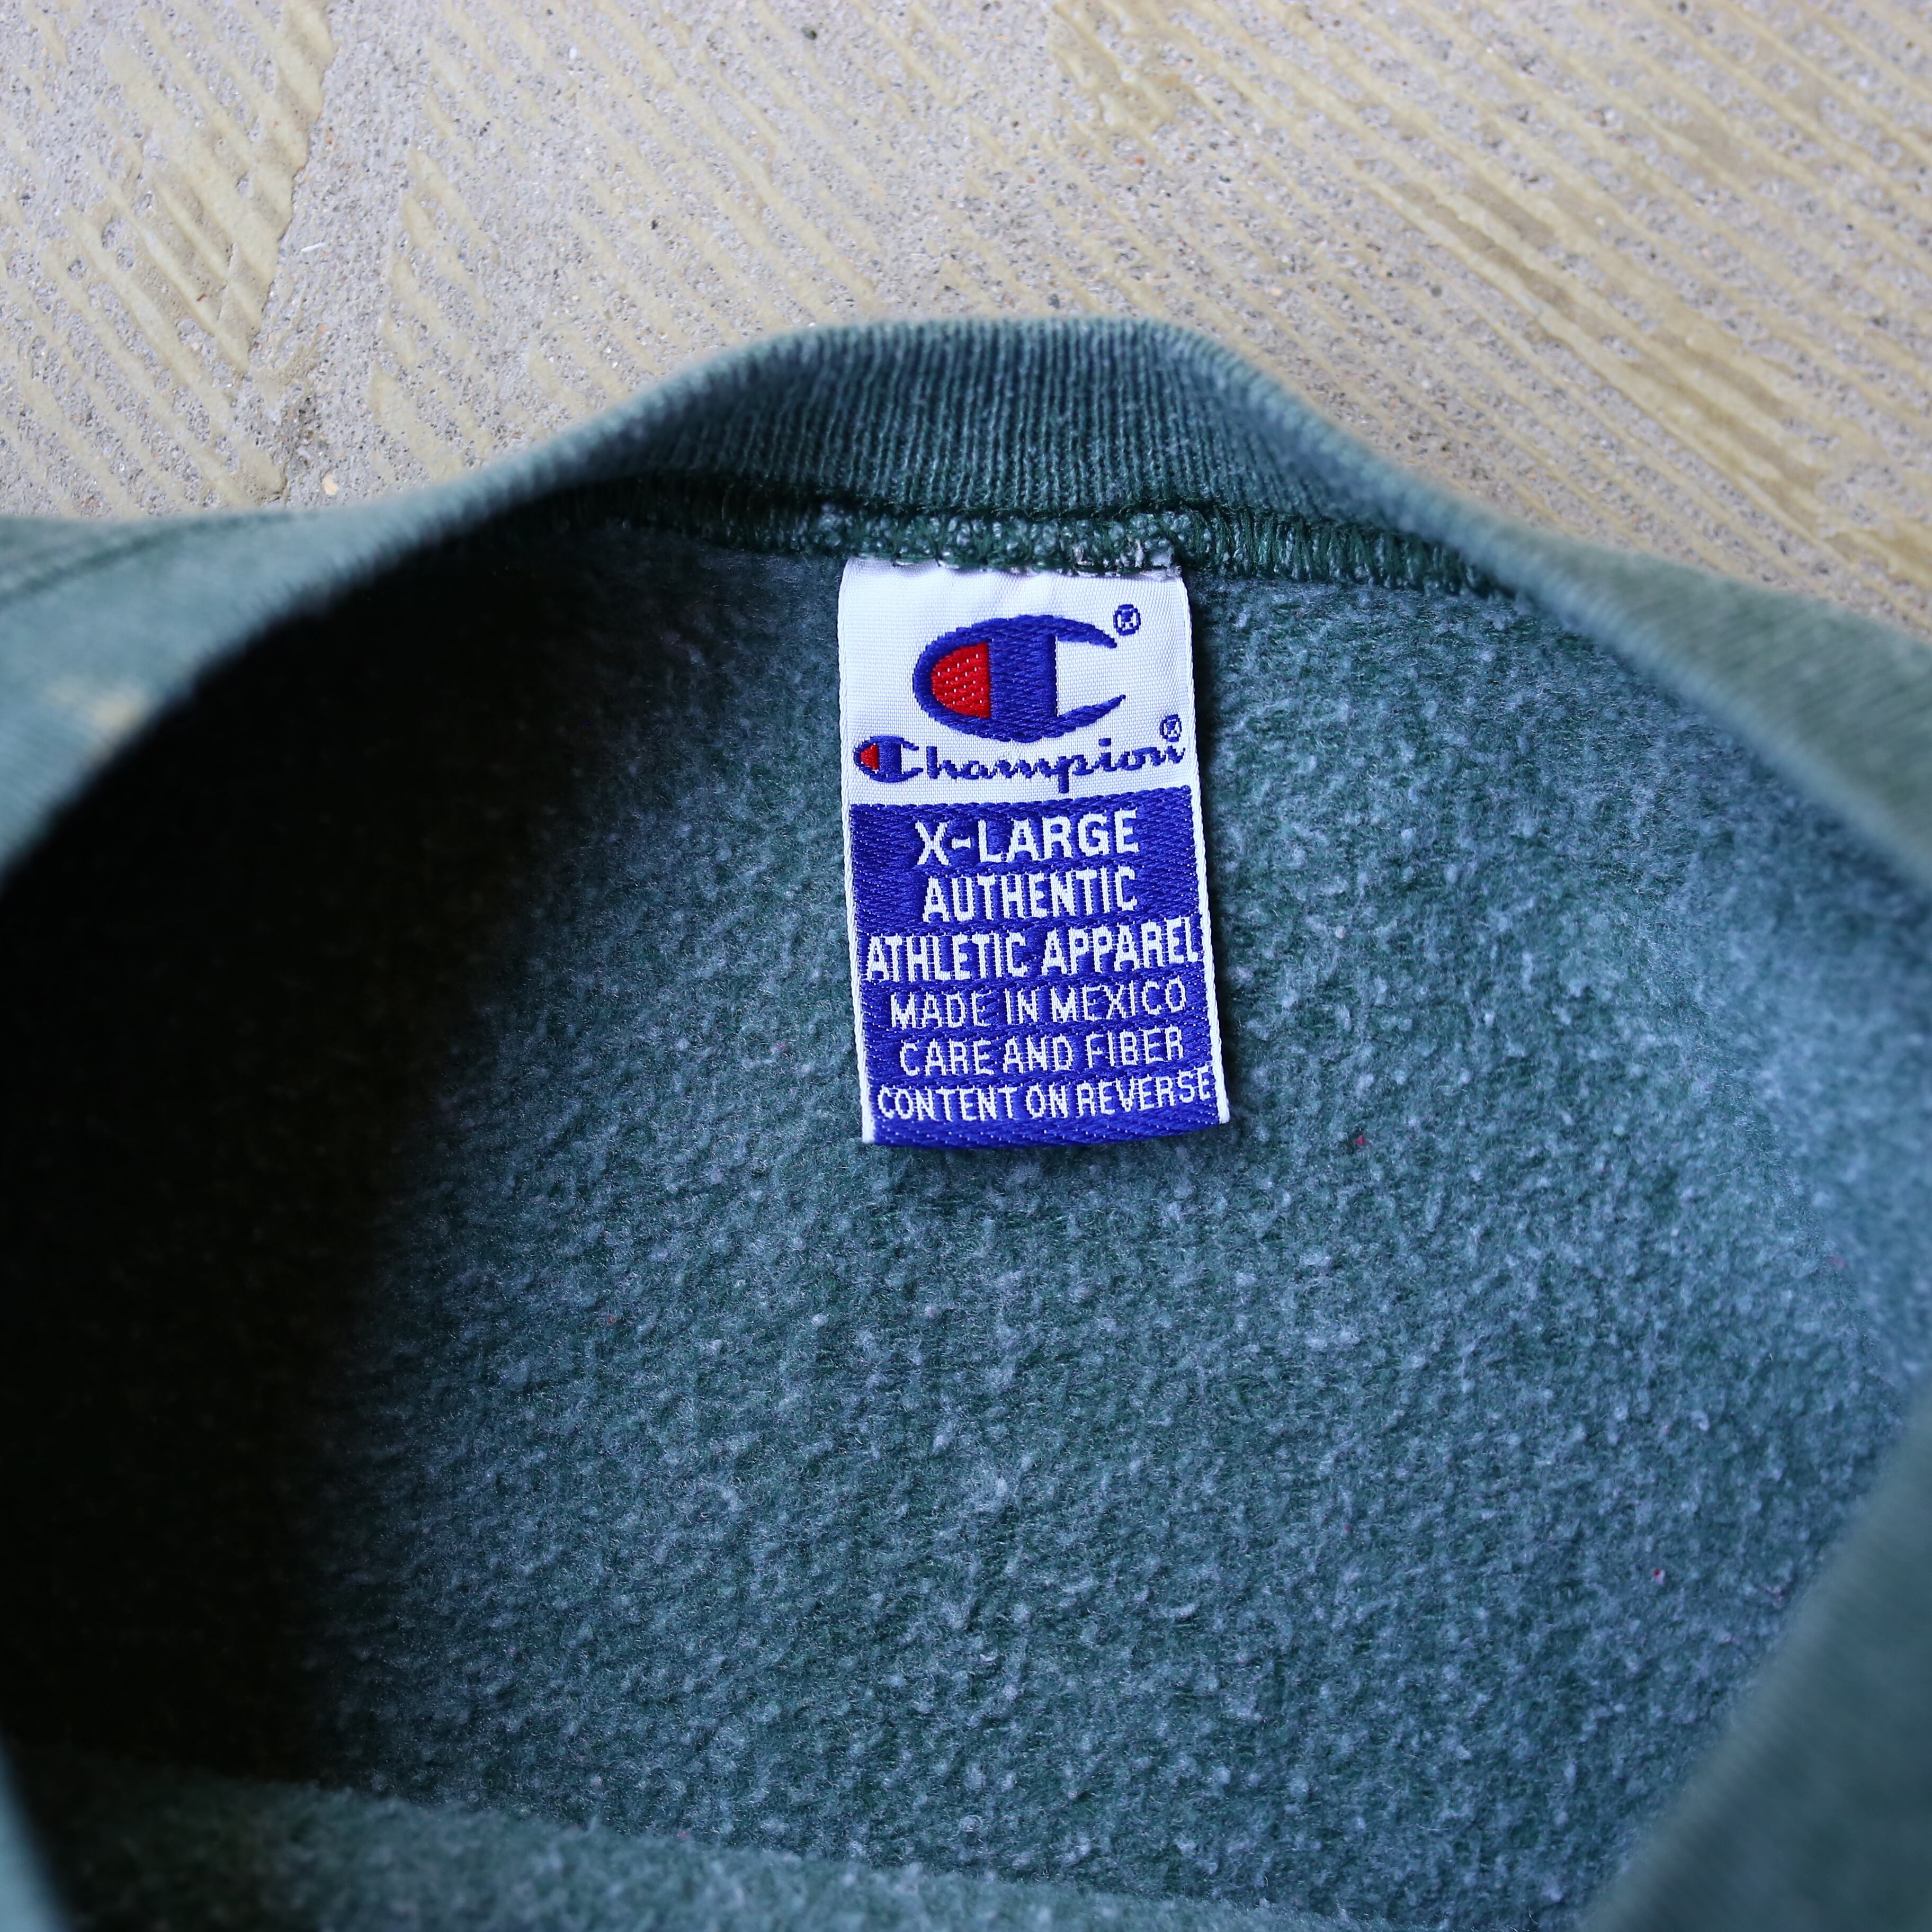 ®
Champion®
X-LARGE
AUTHENTIC
ATHLETIC APPAREL
MADE IN MEXICO
CARE AND FIBER
CONTENT ON REVERSE